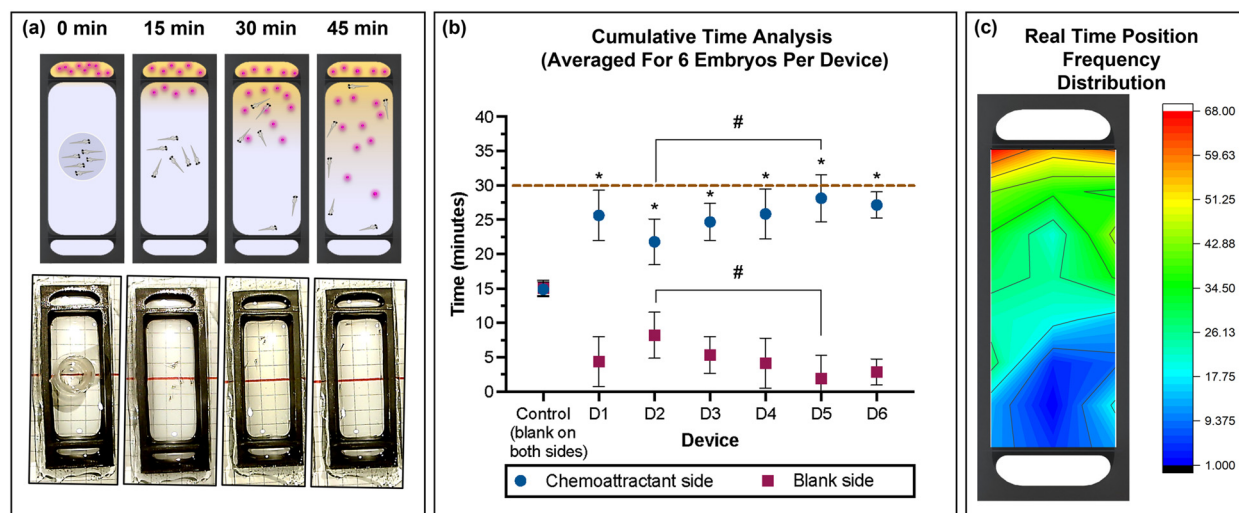 (a)
0 min
15 min
30 min
45 min
(b)
Cumulative Time Analysis
(Averaged For 6 Embryos Per Device)
Time (minutes)
40
35
30
25
20
15
10
5
0
#
#
*
*
*
*
*
*
Control
(blank on
both sides)
D1
D2
D3
D4
D5
D6
Device
Chemoattractant side
Blank side
(c)
Real Time Position
Frequency
Distribution
68.00
59.63
51.25
42.88
34.50
26.13
17.75
9.375
1.000